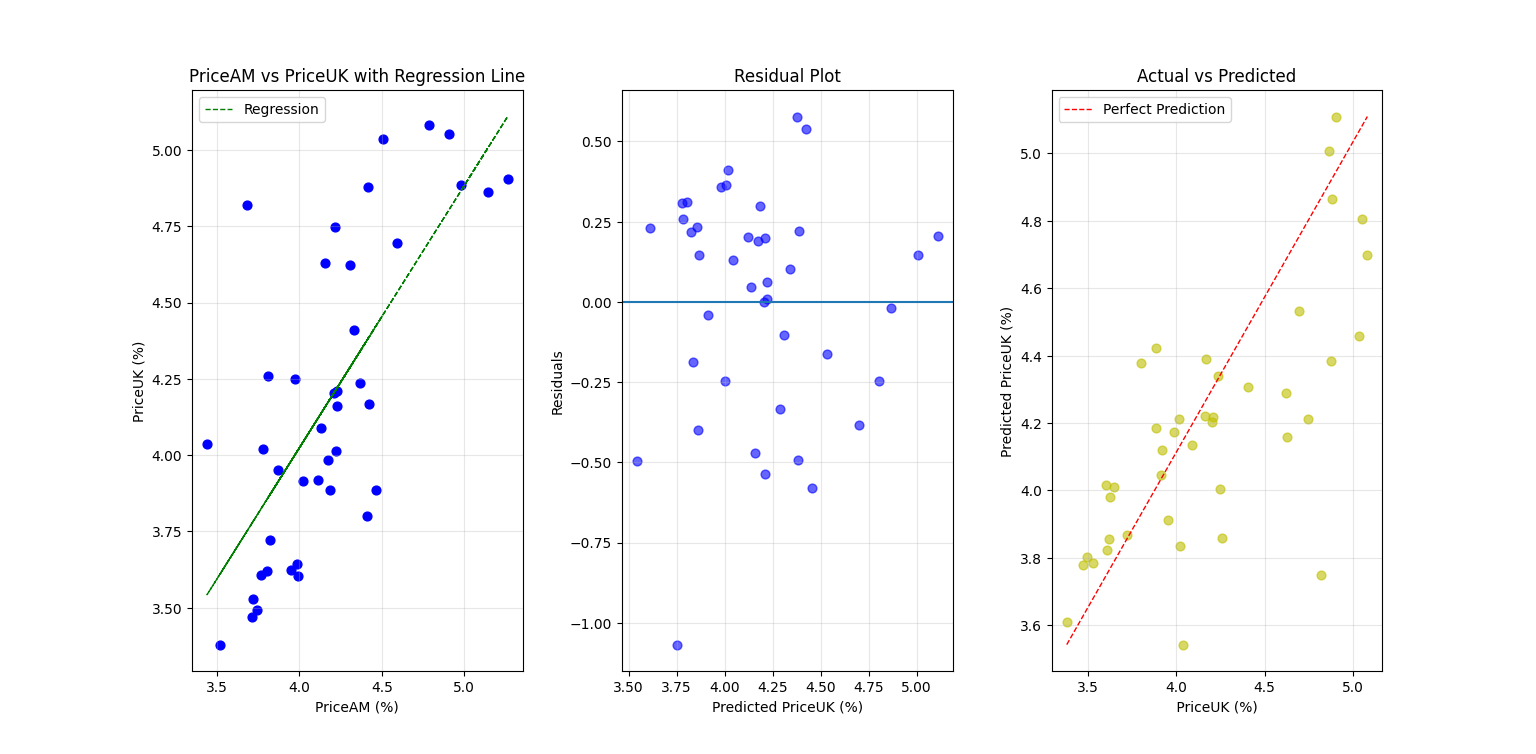 PriceAM vs PriceUK with Regression Line
Regression
5.00
4.75
4.50
4.25
4.00
3.75
3.50
PriceUK (%)
3.5 4.0 4.5 5.0
PriceAM (%)
Residual Plot
0.50
0.25
0.00
−0.25
−0.50
−0.75
−1.00
Residuals
3.50 3.75 4.00 4.25 4.50 4.75 5.00
Predicted PriceUK (%)
Actual vs Predicted
Perfect Prediction
5.0
4.8
4.6
4.4
4.2
4.0
3.8
3.6
Predicted PriceUK (%)
3.5 4.0 4.5 5.0
PriceUK (%)